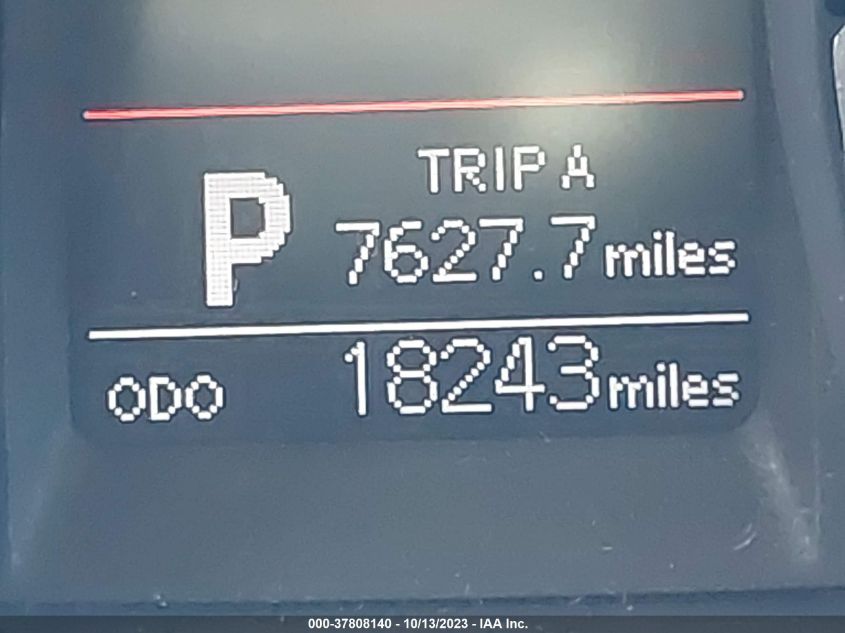 TRIP A
P 7627.7 miles
ODO 18243 miles
000-37808140 - 10/13/2023 - IAA Inc.